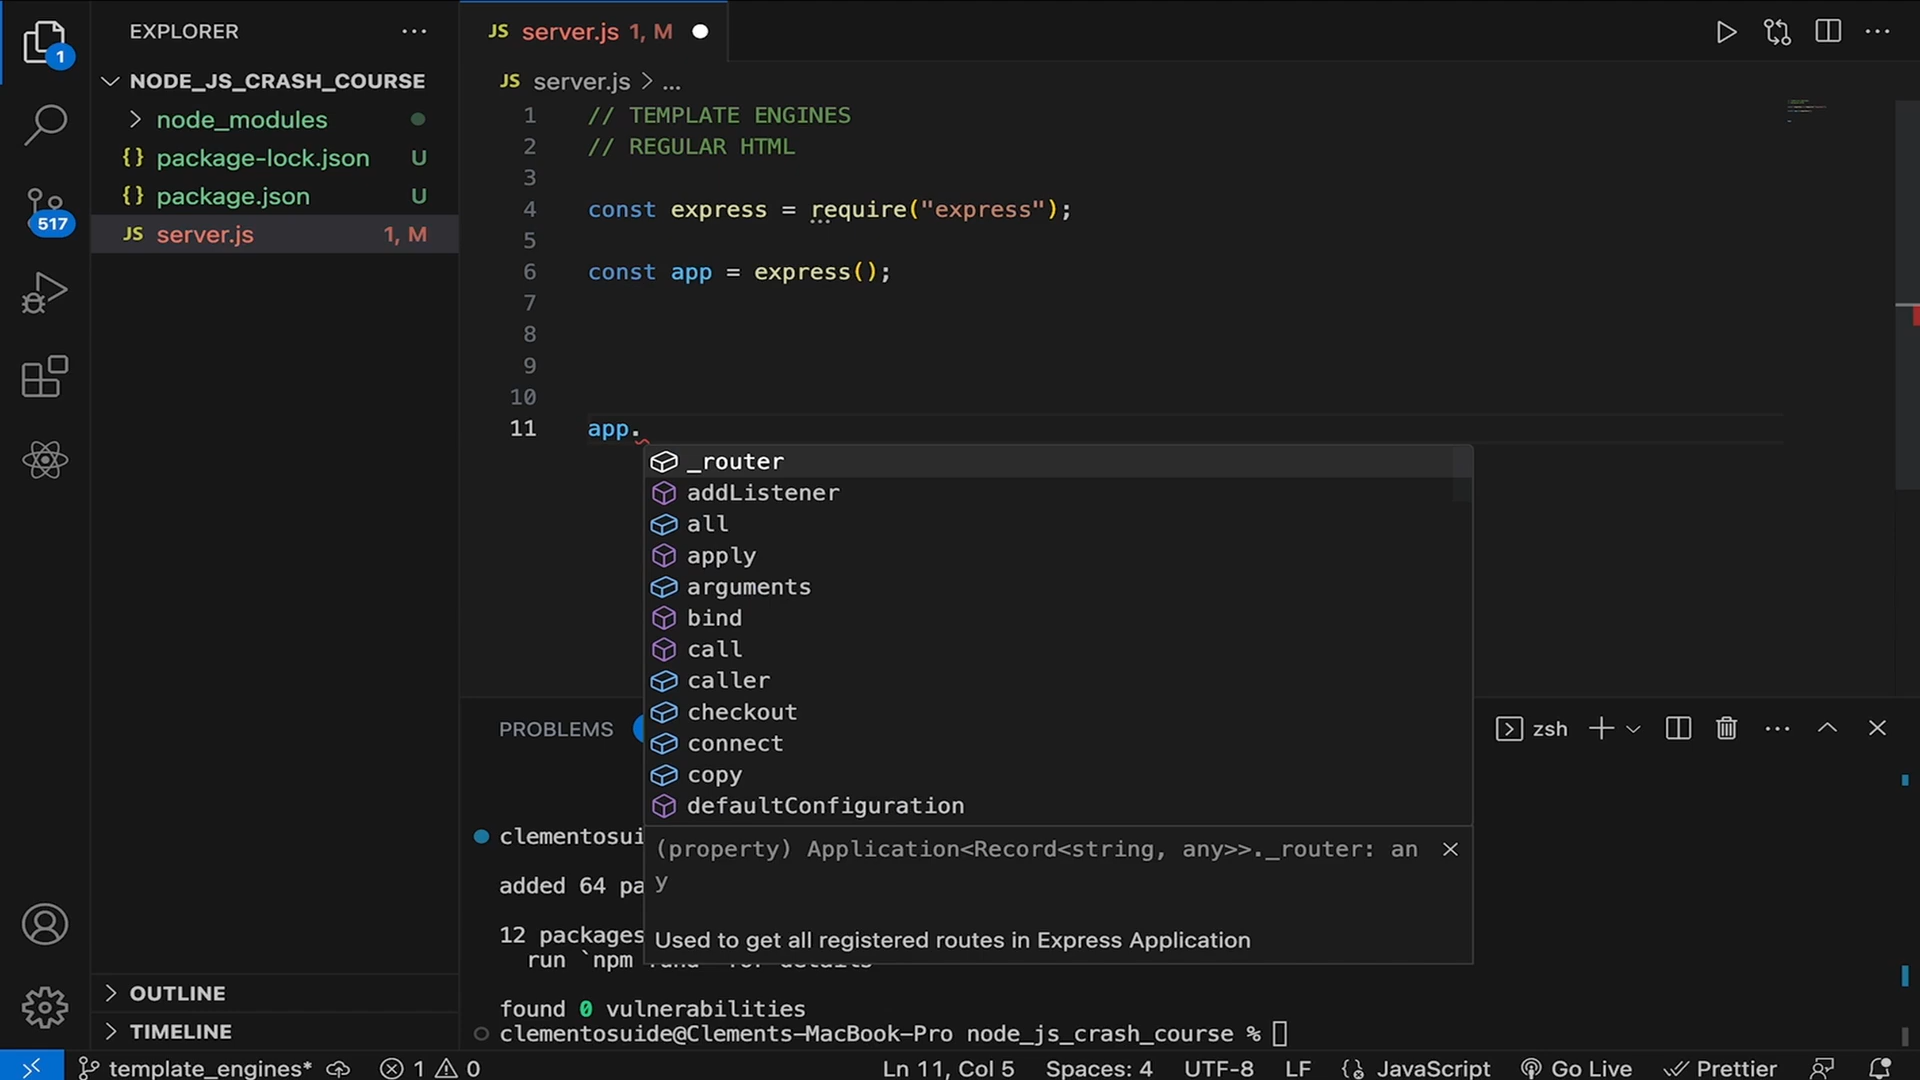 EXPLORER
1
NODE_JS_CRASH_COURSE
node_modules
{} package-lock.json U
{} package.json U
JS server.js 1, M
517
OUTLINE
TIMELINE
JS server.js 1, M
JS server.js > ...
1 // TEMPLATE ENGINES
2 // REGULAR HTML
3
4 const express = require("express");
5
6 const app = express();
7
8
9
10
11 app.
_router
addListener
all
apply
arguments
bind
call
caller
checkout
connect
copy
defaultConfiguration
(property) Application<Record<string, any>>._router: an
y
Used to get all registered routes in Express Application
PROBLEMS
zsh
clementosui
added 64 pa
12 packages
run `npm
found 0 vulnerabilities
clementosuide@Clements-MacBook-Pro node_js_crash_course %
template_engines* 1 0 Ln 11, Col 5 Spaces: 4 UTF-8 LF JavaScript Go Live Prettier